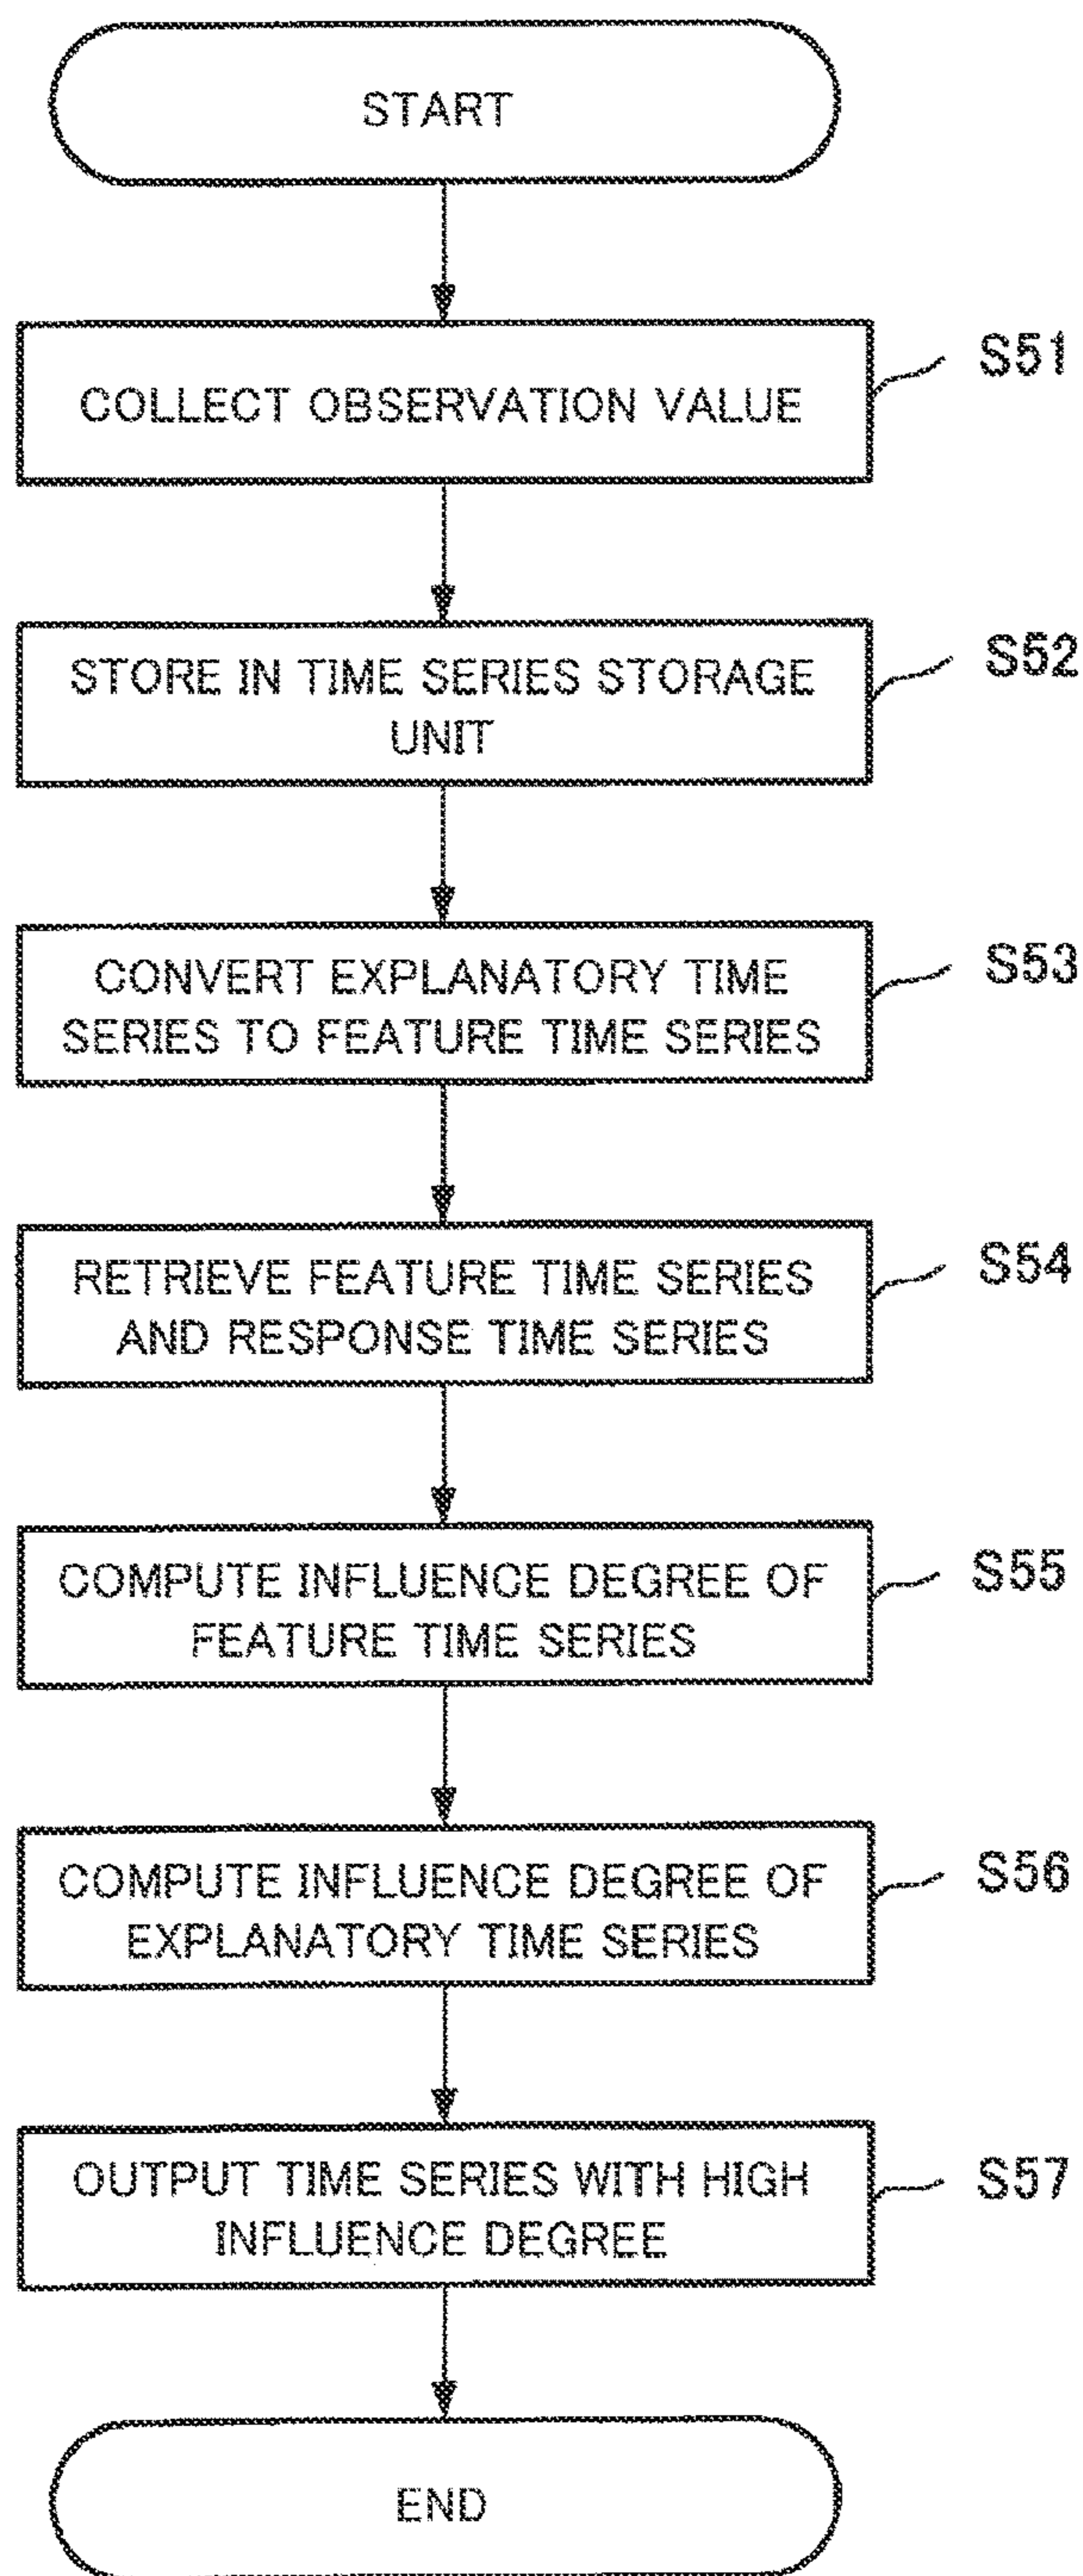 START
COLLECT OBSERVATION VALUE
S51
STORE IN TIME SERIES STORAGE
UNIT
S52
CONVERT EXPLANATORY TIME
SERIES TO FEATURE TIME SERIES
S53
RETRIEVE FEATURE TIME SERIES
AND RESPONSE TIME SERIES
S54
COMPUTE INFLUENCE DEGREE OF
FEATURE TIME SERIES
S55
COMPUTE INFLUENCE DEGREE OF
EXPLANATORY TIME SERIES
S56
OUTPUT TIME SERIES WITH HIGH
INFLUENCE DEGREE
S57
END